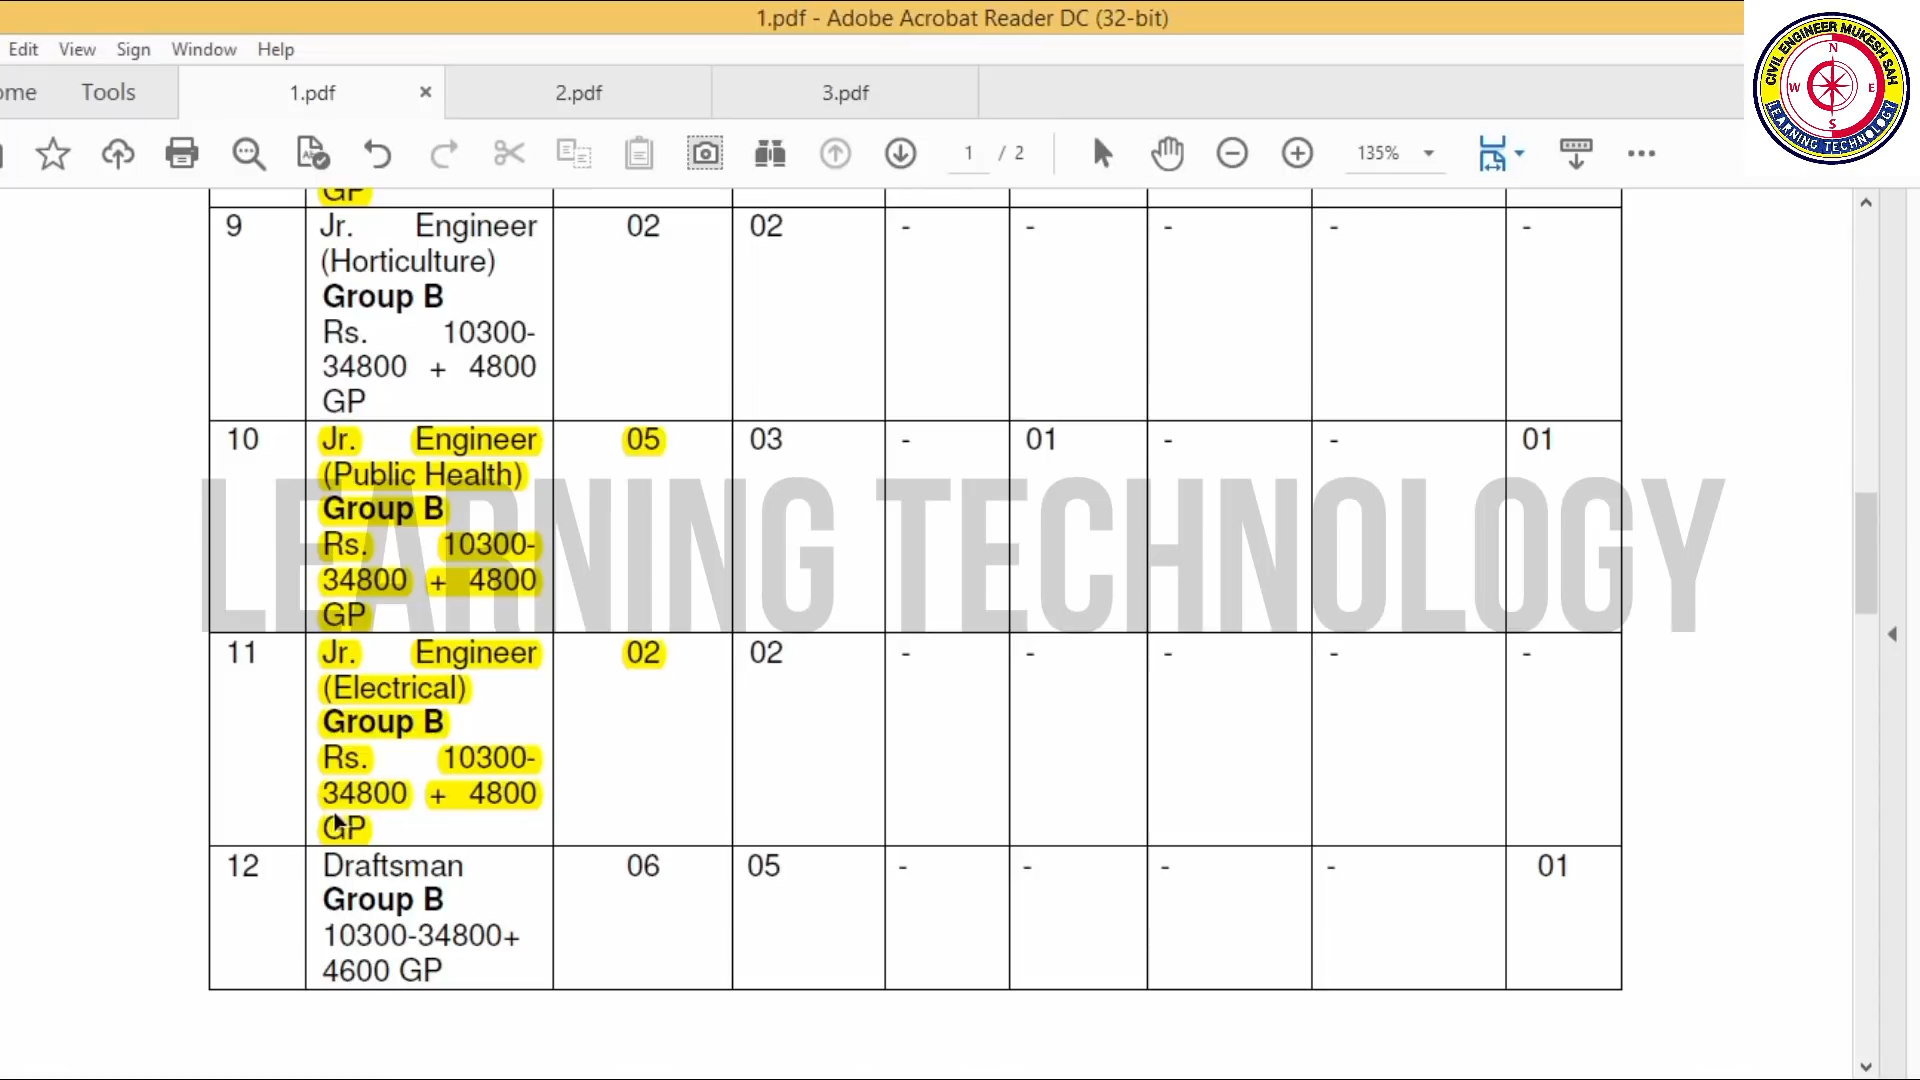 1.pdf - Adobe Acrobat Reader DC (32-bit)
Edit View Sign Window Help
ome Tools 1.pdf × 2.pdf 3.pdf
1 / 2 135%
CIVIL ENGINEER MUKESH SAH
N
W E
S
LEARNING TECHNOLOGY
GP
9 Jr. Engineer 02 02 - - - - -
(Horticulture)
Group B
Rs. 10300-
34800 + 4800
GP
10 Jr. Engineer 05 03 - 01 - - 01
(Public Health)
Group B
Rs. 10300-
34800 + 4800
GP
LEARNING TECHNOLOGY
11 Jr. Engineer 02 02 - - - - -
(Electrical)
Group B
Rs. 10300-
34800 + 4800
GP
12 Draftsman 06 05 - - - - 01
Group B
10300-34800+
4600 GP